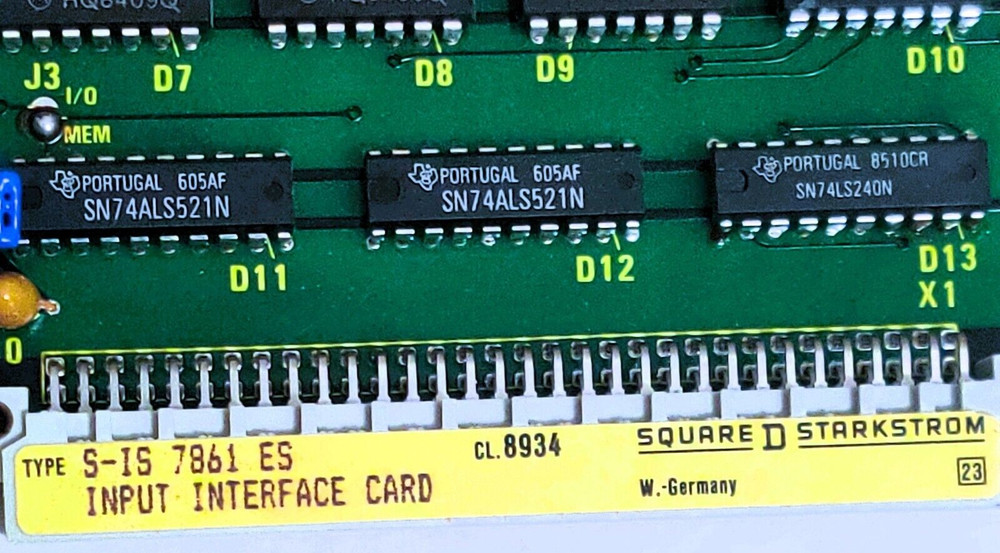 D7
D8
D9
D10
J3
I/O
MEM
PORTUGAL 605AF
SN74ALS521N
PORTUGAL 605AF
SN74ALS521N
PORTUGAL 8510CR
SN74LS240N
D11
D12
D13
X1
0
TYPE S-IS 7861 ES
INPUT INTERFACE CARD
CL.8934
SQUARE D STARKSTROM
W.-Germany
23